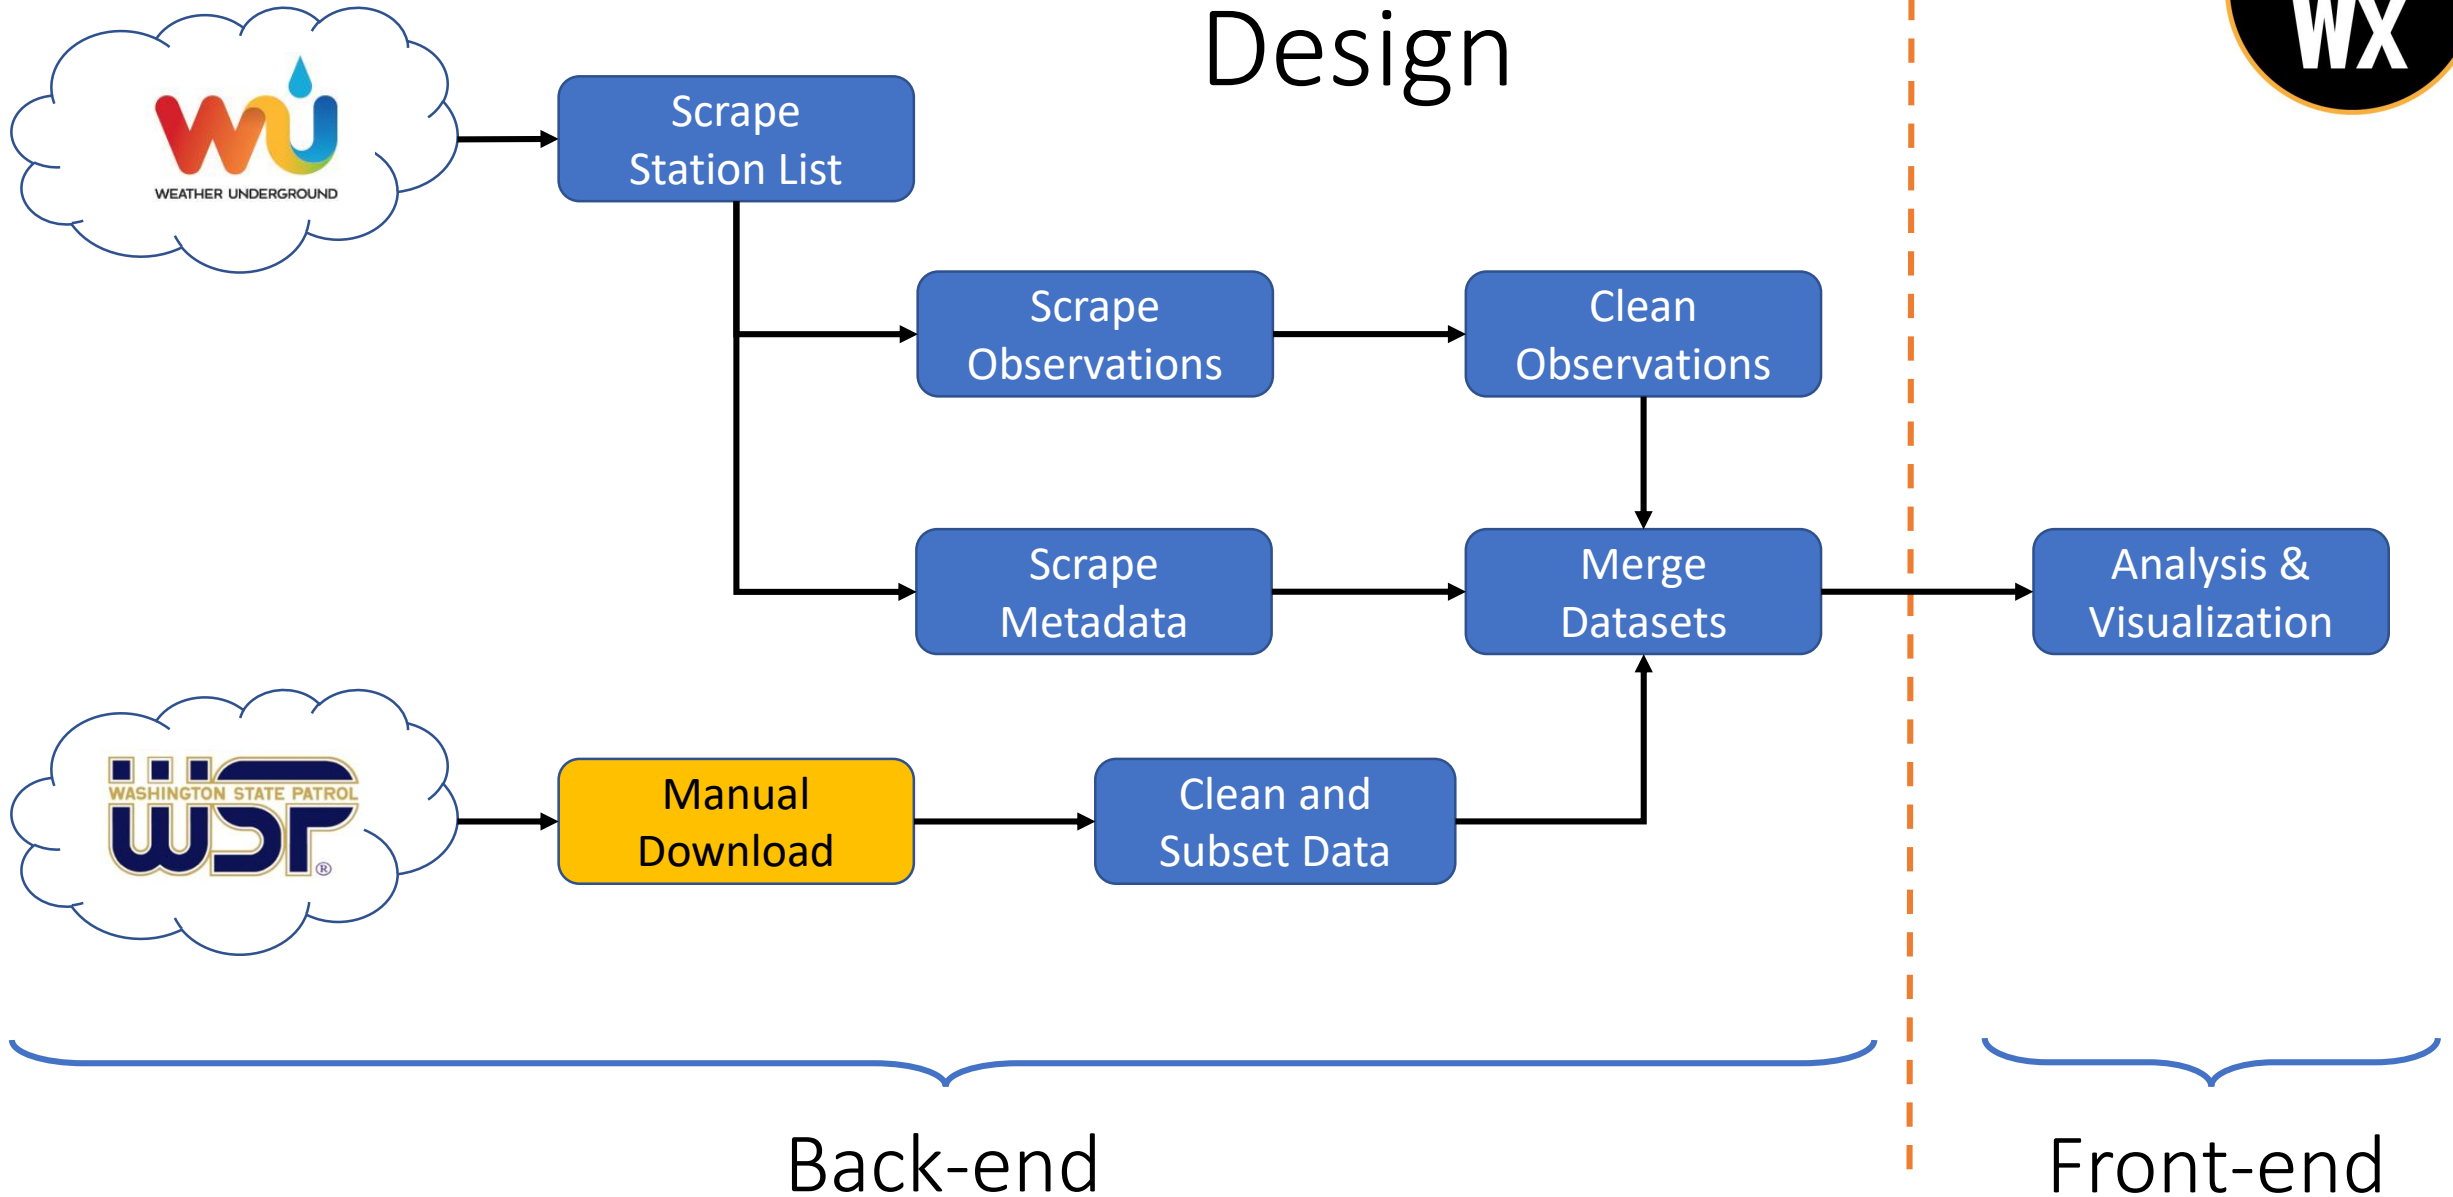 Design
WX
WU
WEATHER UNDERGROUND
Scrape
Station List
Scrape
Observations
Clean
Observations
Scrape
Metadata
Merge
Datasets
Analysis &
Visualization
WASHINGTON STATE PATROL
WSP
®
Manual
Download
Clean and
Subset Data
Back-end
Front-end